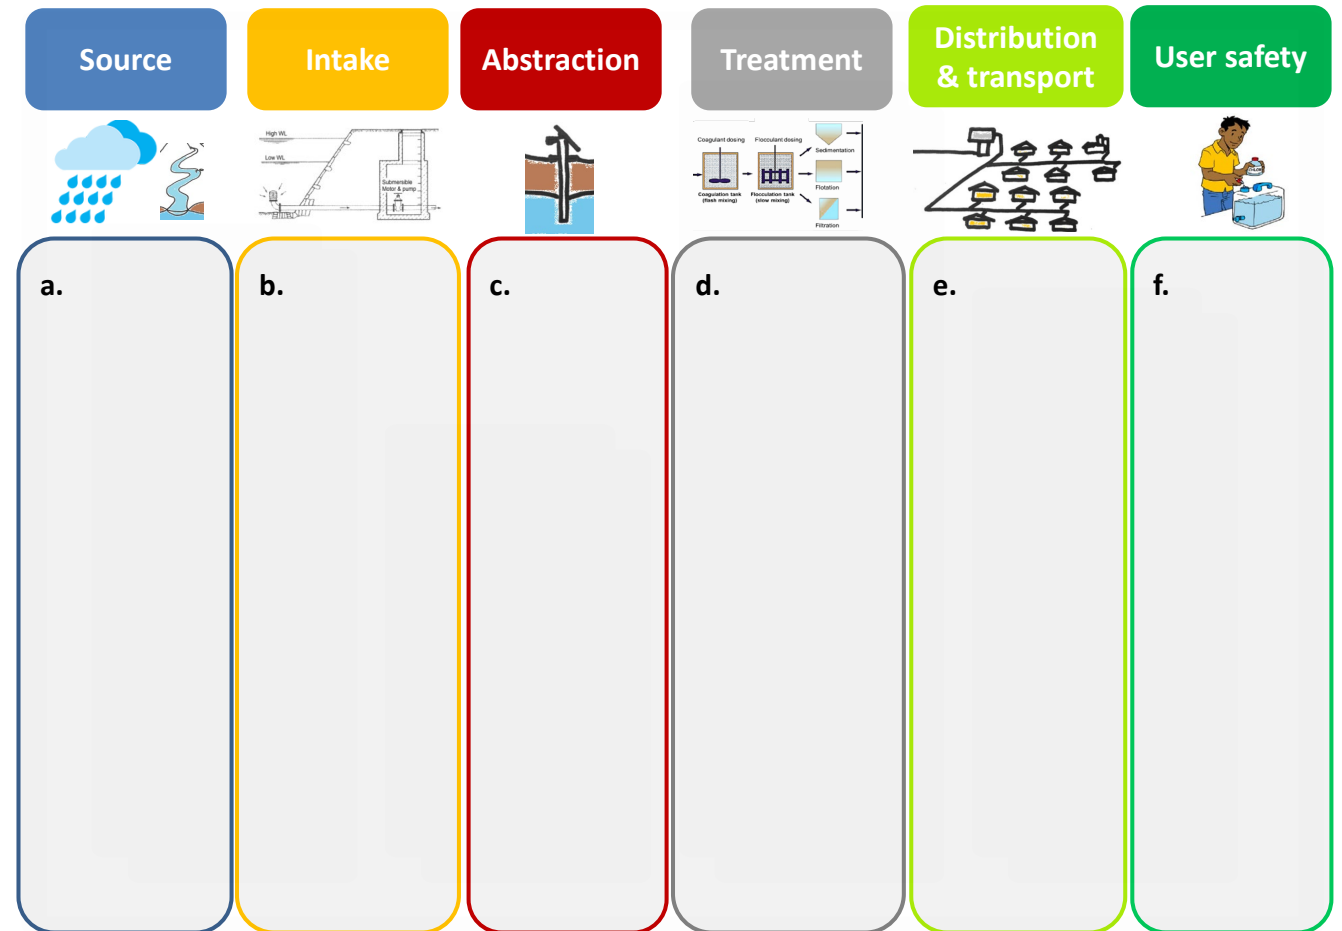 Source
Intake
Abstraction
Treatment
Distribution
& transport
User safety
High WL
Low WL
Submersible
Motor & pump
Coagulant dosing
Flocculant dosing
Coagulation tank
(flash mixing)
Flocculation tank
(slow mixing)
Sedimentation
Flotation
Filtration
a.
b.
c.
d.
e.
f.